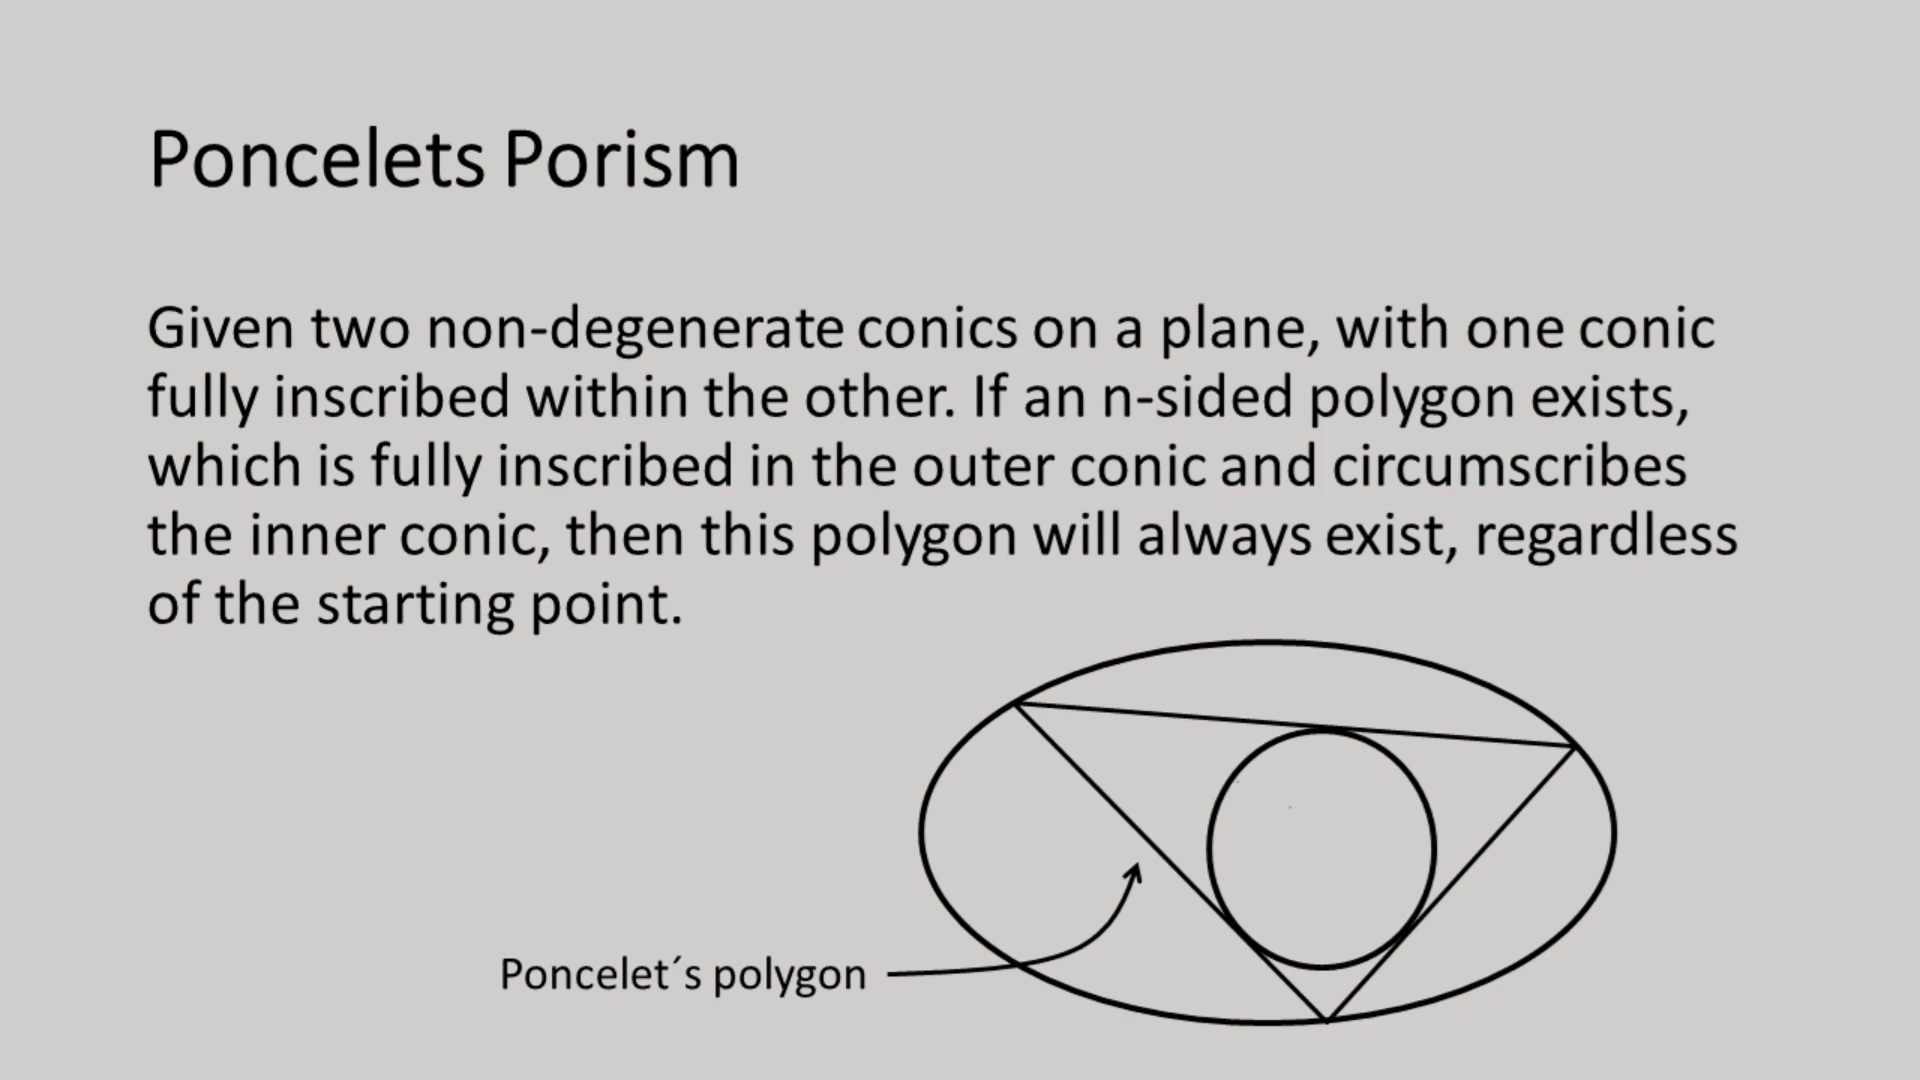 Poncelets Porism
Given two non-degenerate conics on a plane, with one conic
fully inscribed within the other. If an n-sided polygon exists,
which is fully inscribed in the outer conic and circumscribes
the inner conic, then this polygon will always exist, regardless
of the starting point.
Poncelet´s polygon